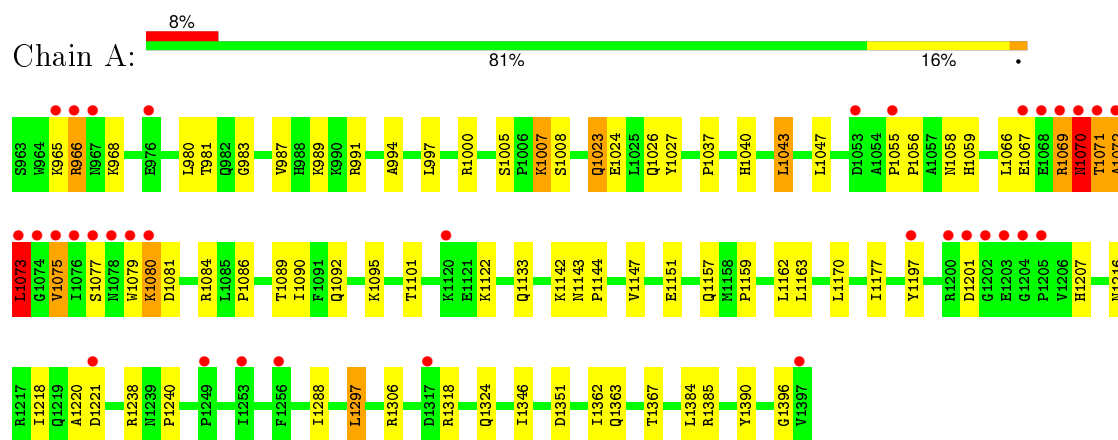 8%
Chain A:
81% 16% •
S963 W964 K965 R966 N967 K968 E976 L980 T981 Q982 G983 V987 H988 K989 K990 R991 A994 L997 R1000 S1005 P1006 K1007 S1008 Q1023 E1024 L1025 Q1026 Y1027 P1037 H1040 L1043 L1047 D1053 A1054 P1055 P1056 A1057 N1058 H1059 L1066 E1067 E1068 R1069 N1070 T1071 A1072
L1073 G1074 V1075 I1076 S1077 N1078 W1079 K1080 D1081 R1084 L1085 P1086 T1089 I1090 F1091 Q1092 K1095 T1101 K1120 E1121 K1122 Q1133 K1142 N1143 P1144 V1147 E1151 Q1157 M1158 P1159 L1162 L1163 L1170 I1177 Y1197 R1200 D1201 G1202 E1203 G1204 P1205 V1206 H1207 N1216
R1217 I1218 Q1219 A1220 D1221 R1238 N1239 P1240 P1249 I1253 F1256 I1288 L1297 R1306 D1317 R1318 Q1324 I1346 D1351 I1362 Q1363 T1367 L1384 R1385 Y1390 G1396 V1397